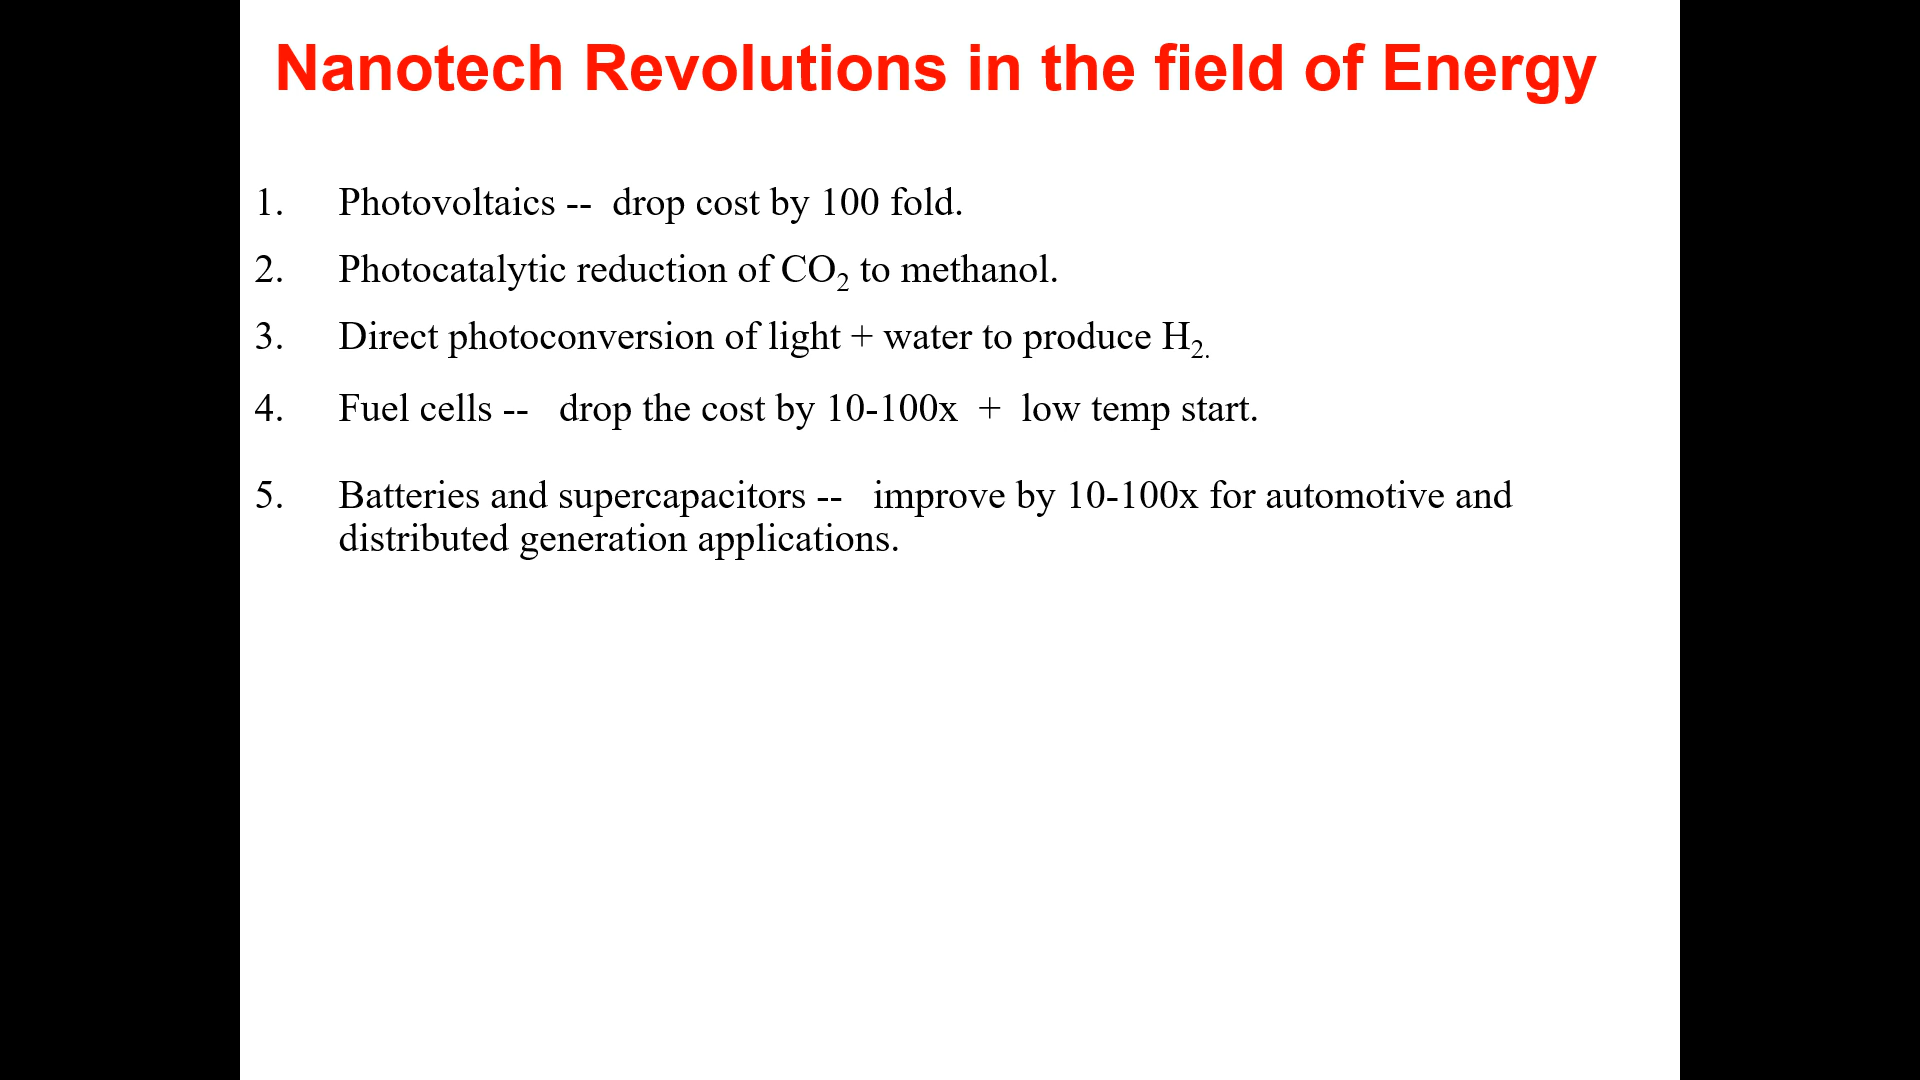 Nanotech Revolutions in the field of Energy
1. Photovoltaics -- drop cost by 100 fold.
2. Photocatalytic reduction of CO₂ to methanol.
3. Direct photoconversion of light + water to produce H₂.
4. Fuel cells -- drop the cost by 10-100x + low temp start.
5. Batteries and supercapacitors -- improve by 10-100x for automotive and
distributed generation applications.